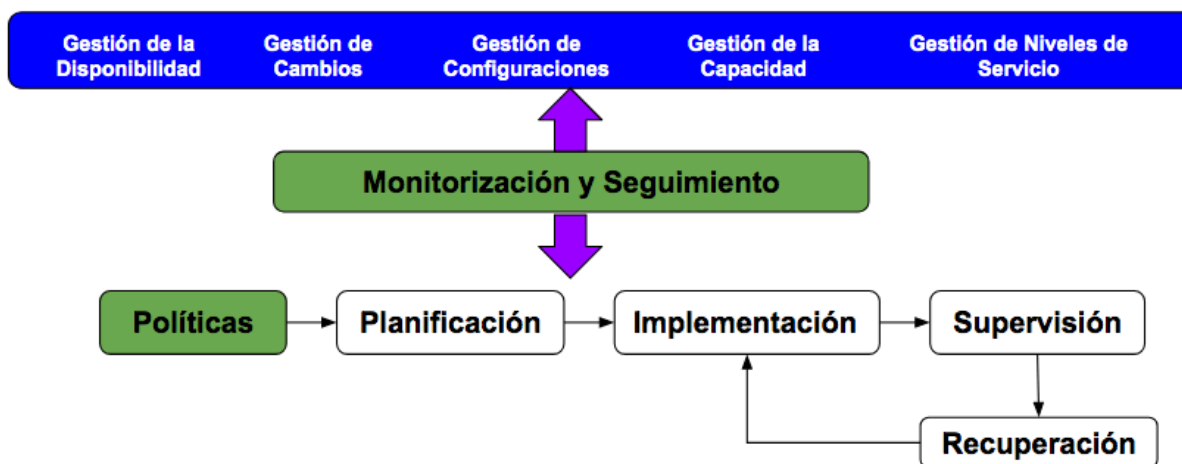 Gestión de la
Disponibilidad
Gestión de
Cambios
Gestión de
Configuraciones
Gestión de la
Capacidad
Gestión de Niveles de
Servicio
Monitorización y Seguimiento
Políticas
Planificación
Implementación
Supervisión
Recuperación